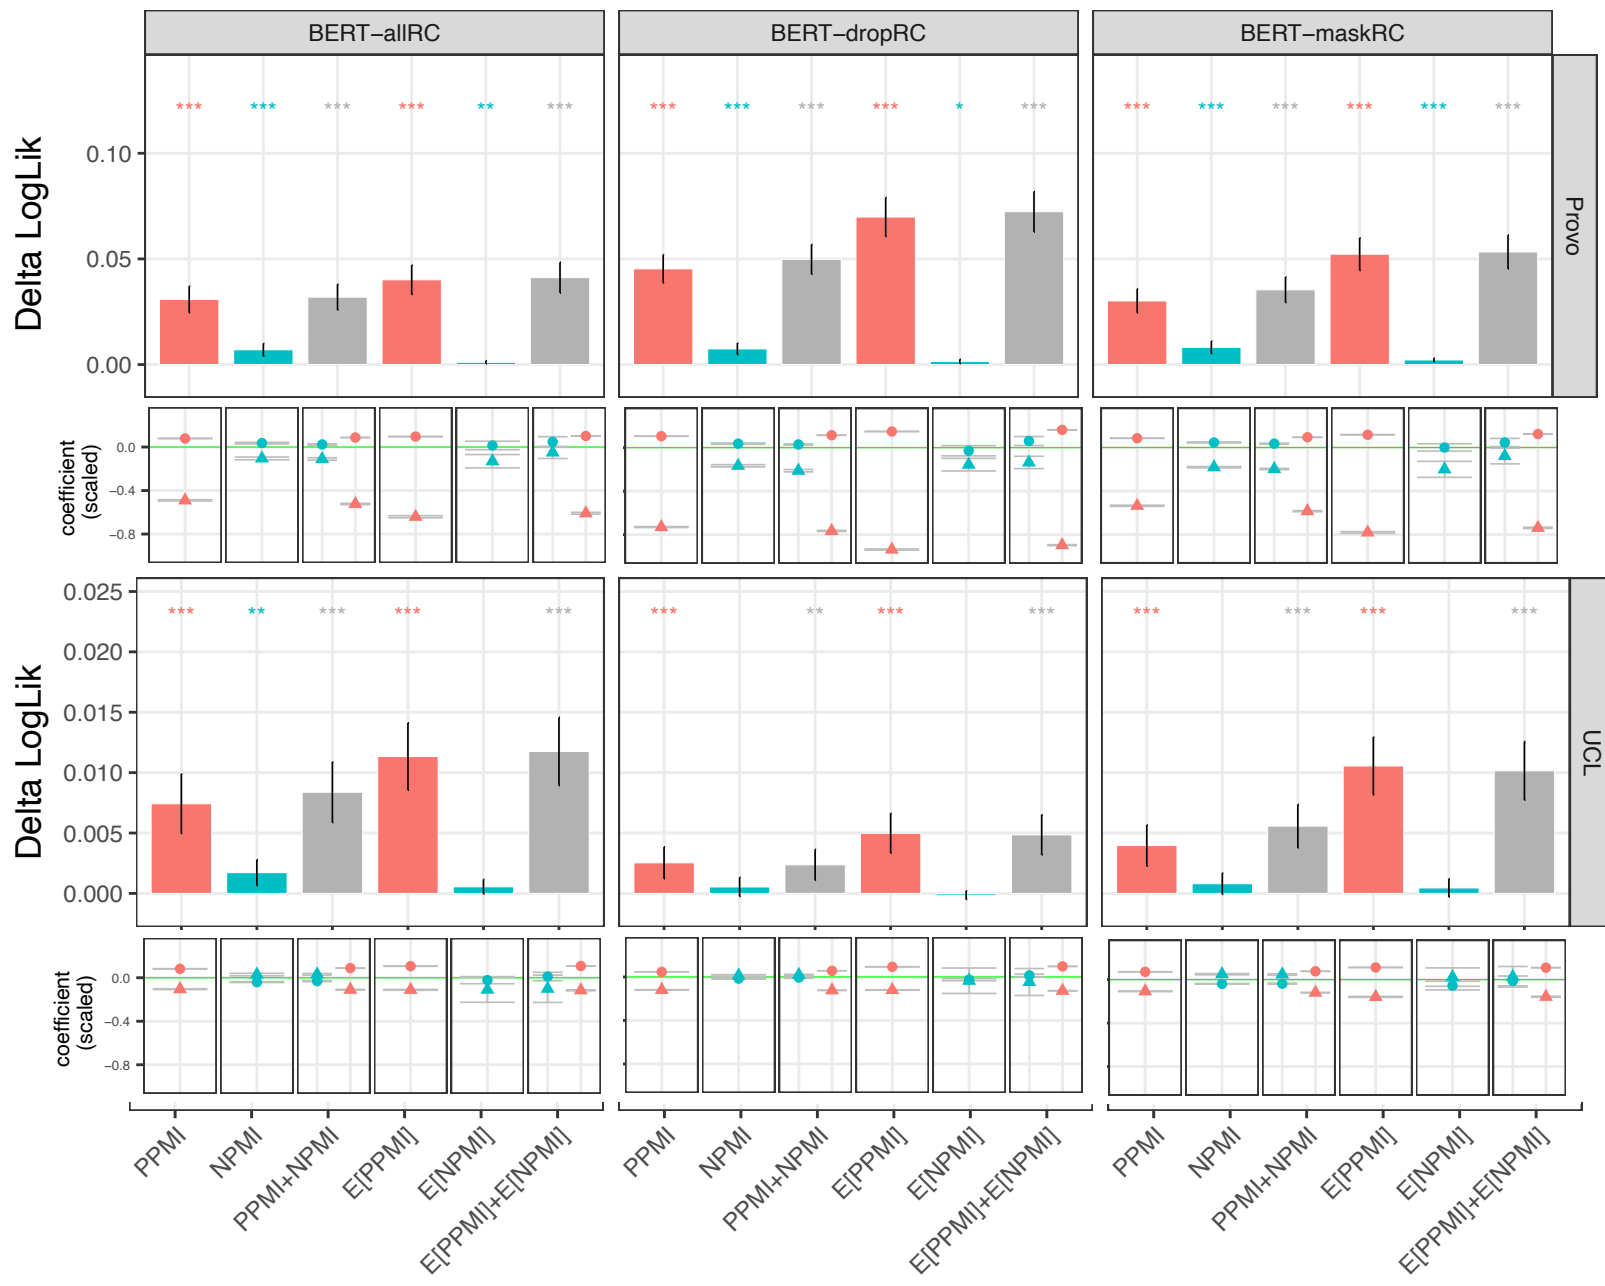 BERT−allRC
BERT−dropRC
BERT−maskRC
*** *** *** *** ** ***
*** *** *** *** * ***
*** *** *** *** *** ***
Delta LogLik
0.10
0.05
0.00
Provo
coefficient
(scaled)
0.0
−0.4
−0.8
*** ** *** *** ***
*** ** *** ***
*** *** *** ***
Delta LogLik
0.025
0.020
0.015
0.010
0.005
0.000
UCL
coefficient
(scaled)
0.0
−0.4
−0.8
PPMI
NPMI
PPMI+NPMI
E[PPMI]
E[NPMI]
E[PPMI]+E[NPMI]
PPMI
NPMI
PPMI+NPMI
E[PPMI]
E[NPMI]
E[PPMI]+E[NPMI]
PPMI
NPMI
PPMI+NPMI
E[PPMI]
E[NPMI]
E[PPMI]+E[NPMI]